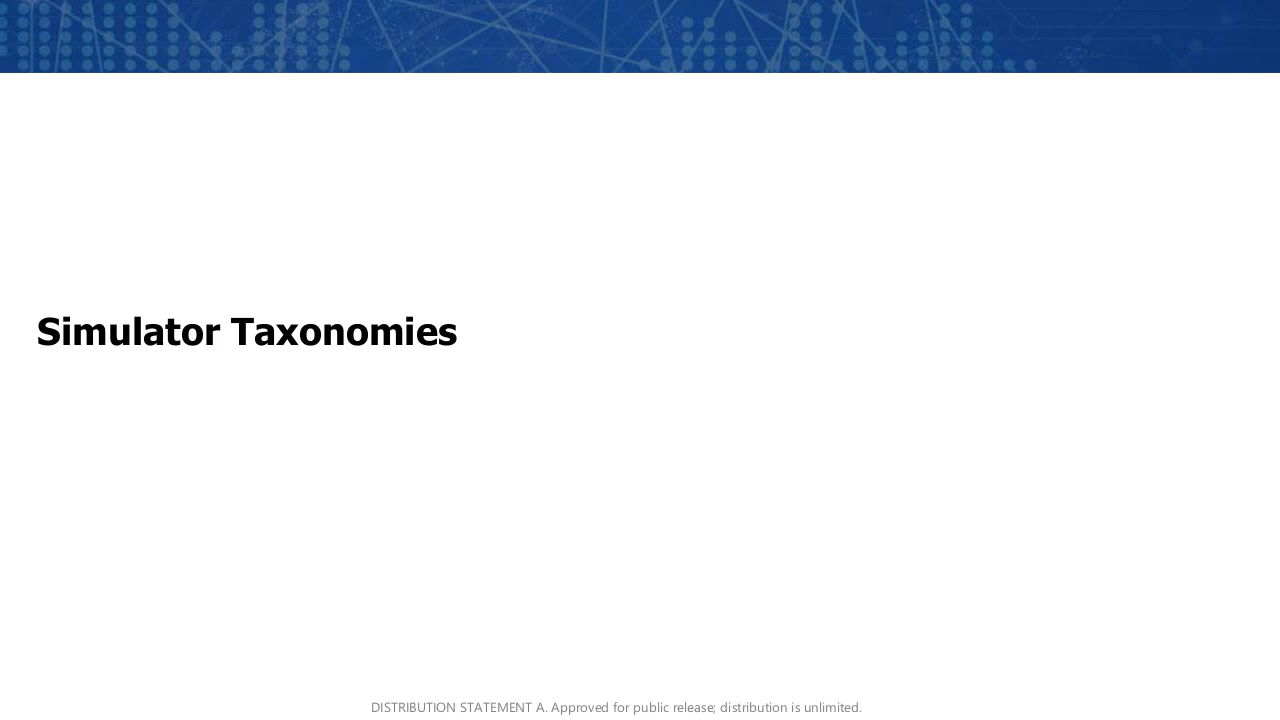 Simulator Taxonomies
DISTRIBUTION STATEMENT A. Approved for public release; distribution is unlimited.